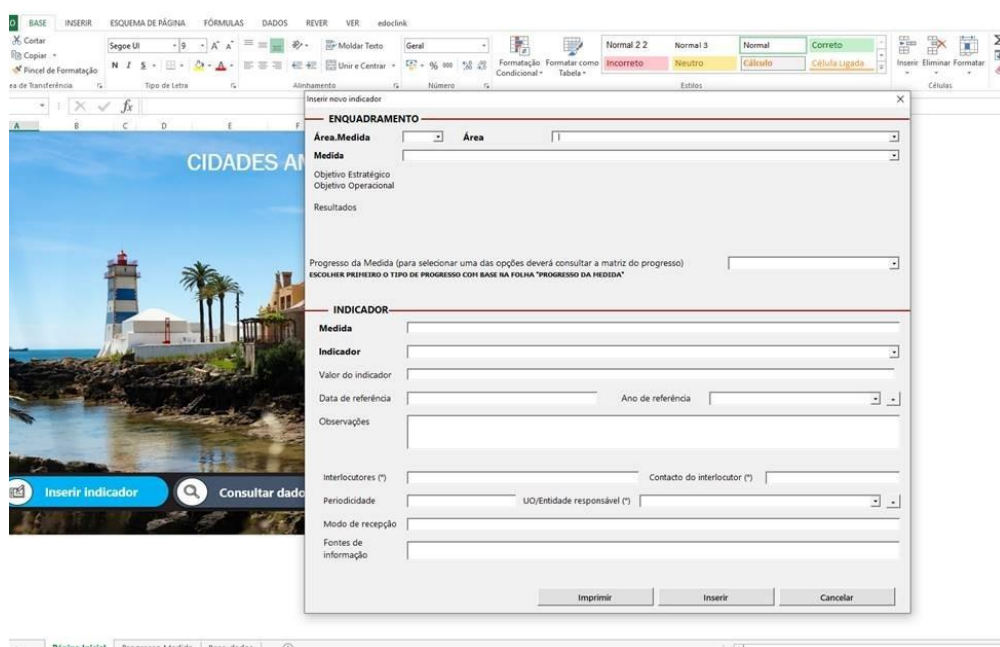 BASE INSERIR ESQUEMA DE PÁGINA FÓRMULAS DADOS REVER VER edoclink
Cortar
Copiar
Pincel de Formatação
Segoe UI 9 A A
Moldar Texto
Geral
N I S
Unir e Centrar
% 000
Formatação Condicional
Formatar como Tabela
Normal 2 2 Normal 3 Normal Correto
Incorreto Neutro Cálculo Célula Ligada
Inserir Eliminar Formatar
ea de Transferência Tipo de Letra Alinhamento Número Estilos Células
fx
A B C D E F
CIDADES AM
Inserir indicador
Consultar dado
Inserir novo indicador
ENQUADRAMENTO
Área.Medida Área
Medida
Objetivo Estratégico
Objetivo Operacional
Resultados
Progresso da Medida (para selecionar uma das opções deverá consultar a matriz do progresso)
ESCOLHER PRIMEIRO O TIPO DE PROGRESSO COM BASE NA FOLHA "PROGRESSO DA MEDIDA"
INDICADOR
Medida
Indicador
Valor do indicador
Data de referência Ano de referência
Observações
Interlocutores (*) Contacto do interlocutor (*)
Periodicidade UO/Entidade responsável (*)
Modo de recepção
Fontes de
informação
Imprimir Inserir Cancelar